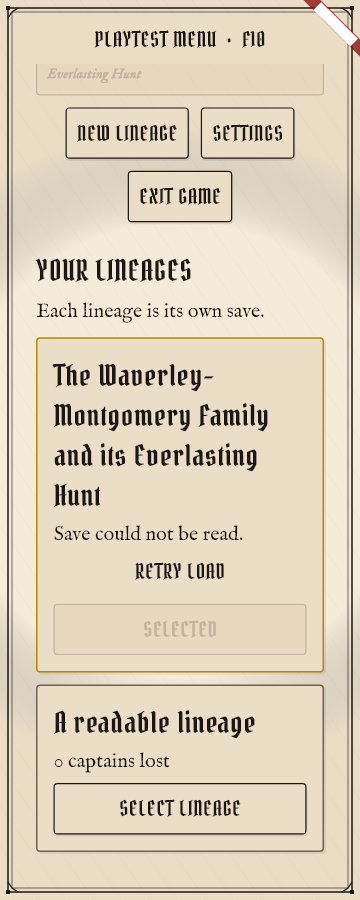 PLAYTEST MENU · F10
Everlasting Hunt
NEW LINEAGE
SETTINGS
EXIT GAME
YOUR LINEAGES
Each lineage is its own save.
The Waverley-
Montgomery Family
and its Everlasting
Hunt
Save could not be read.
RETRY LOAD
SELECTED
A readable lineage
0 captains lost
SELECT LINEAGE